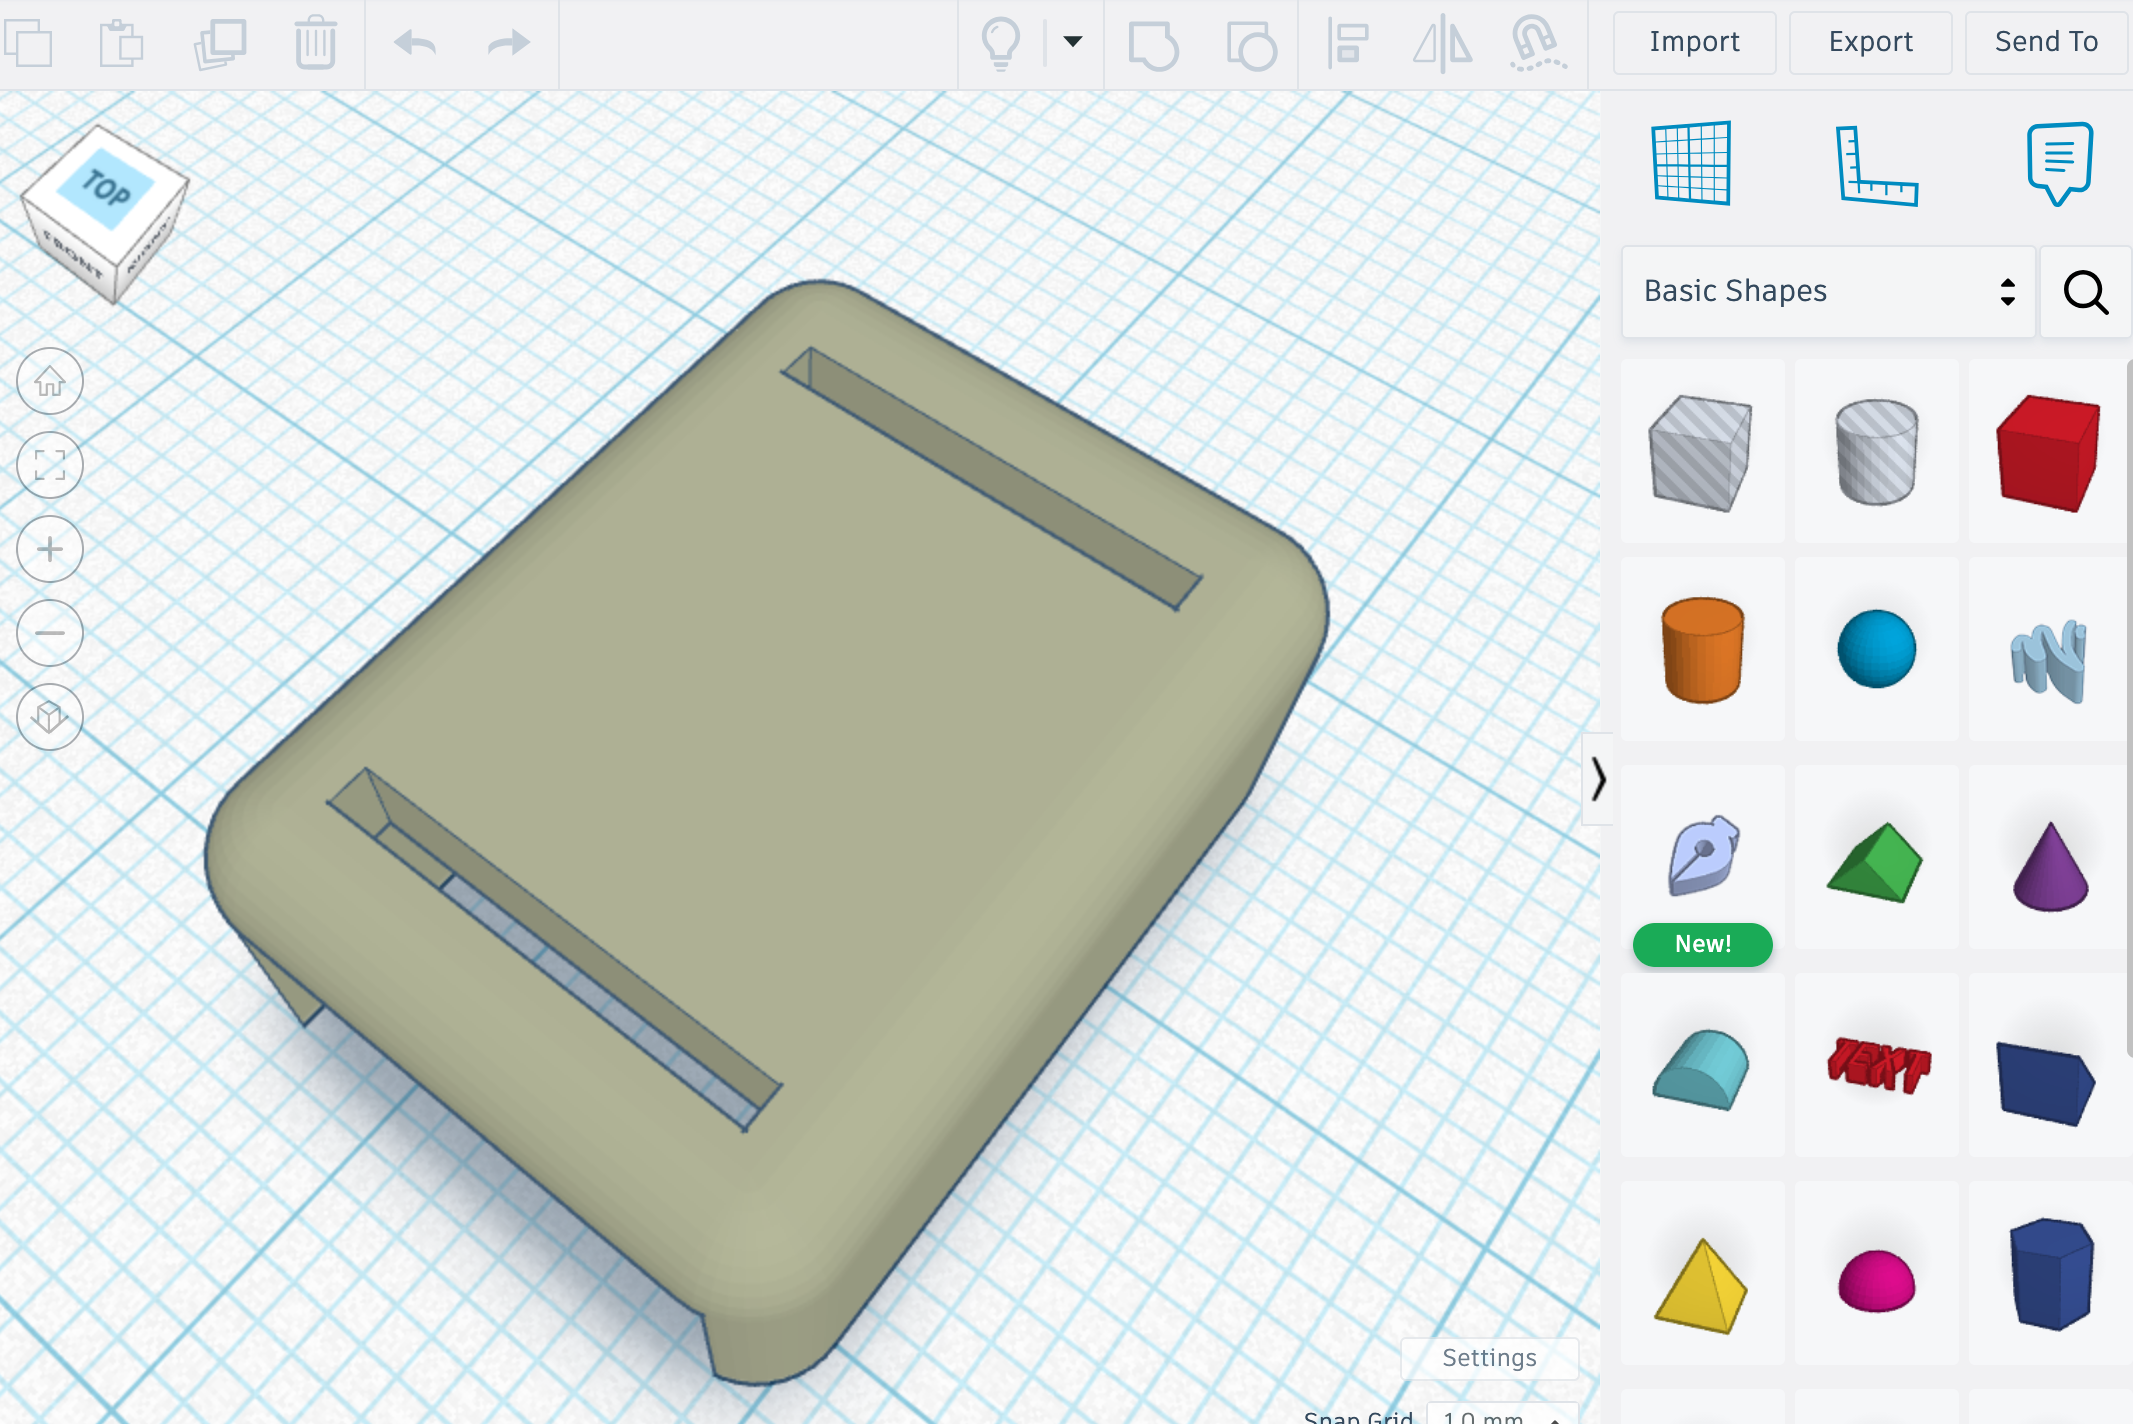 Import
Export
Send To
TOP
FRONT
RIGHT
Basic Shapes
New!
TEXT
Settings
Snap Grid
1.0 mm